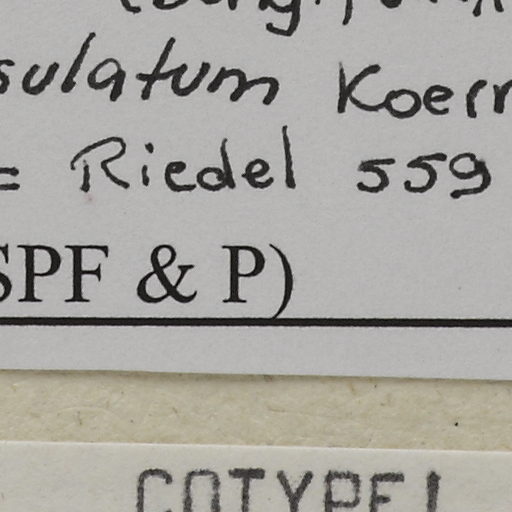 sulatum Koern
= Riedel 559
SPF & P)
COTYPE!